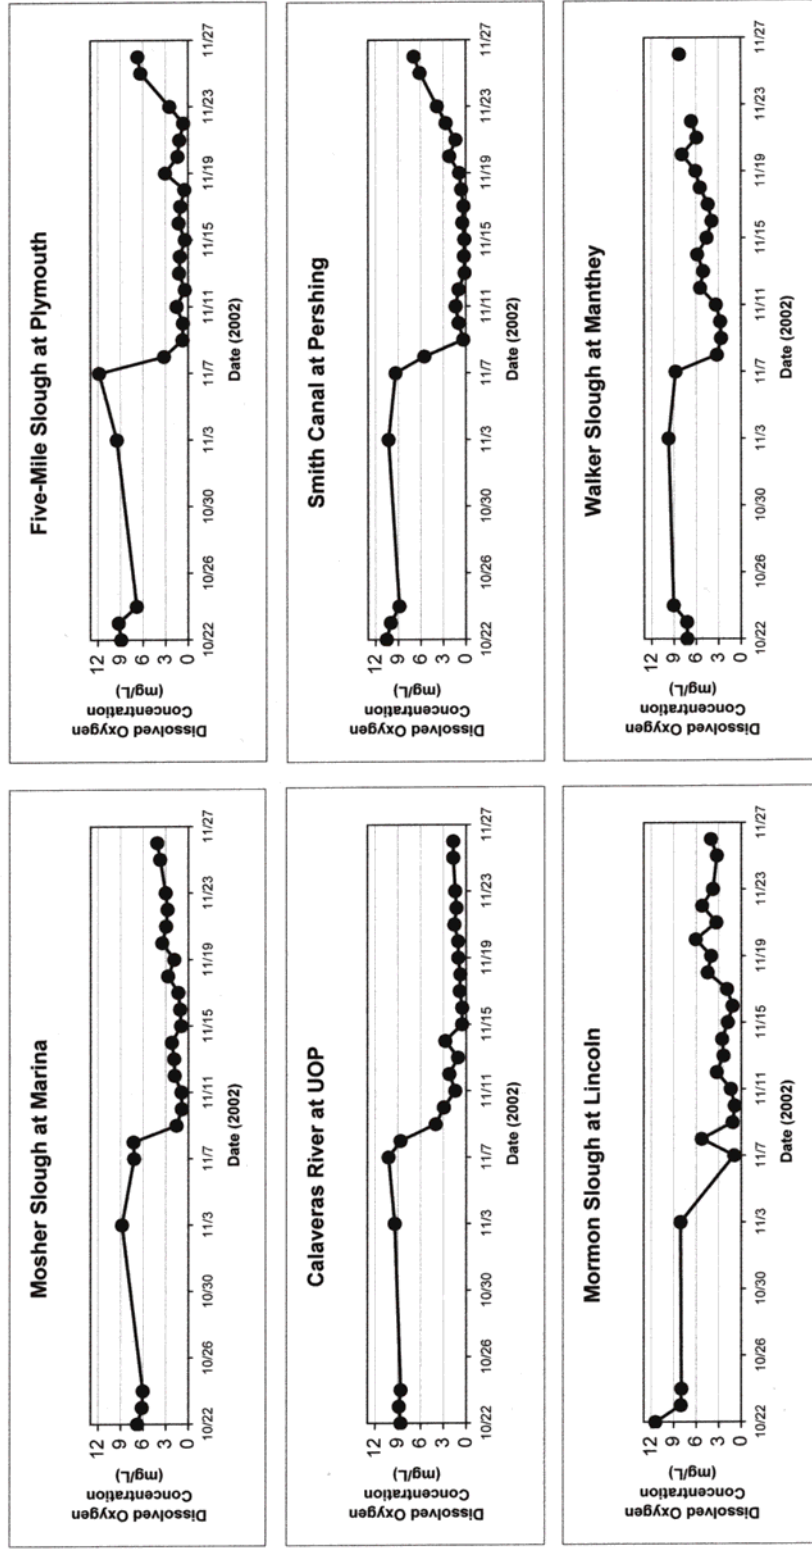 Mosher Slough at Marina
Dissolved Oxygen
Concentration
(mg/L)
12
9
6
3
0
10/22 10/26 10/30 11/3 11/7 11/11 11/15 11/19 11/23 11/27
Date (2002)
Five-Mile Slough at Plymouth
Dissolved Oxygen
Concentration
(mg/L)
12
9
6
3
0
10/22 10/26 10/30 11/3 11/7 11/11 11/15 11/19 11/23 11/27
Date (2002)
Calaveras River at UOP
Dissolved Oxygen
Concentration
(mg/L)
12
9
6
3
0
10/22 10/26 10/30 11/3 11/7 11/11 11/15 11/19 11/23 11/27
Date (2002)
Smith Canal at Pershing
Dissolved Oxygen
Concentration
(mg/L)
12
9
6
3
0
10/22 10/26 10/30 11/3 11/7 11/11 11/15 11/19 11/23 11/27
Date (2002)
Mormon Slough at Lincoln
Dissolved Oxygen
Concentration
(mg/L)
12
9
6
3
0
10/22 10/26 10/30 11/3 11/7 11/11 11/15 11/19 11/23 11/27
Date (2002)
Walker Slough at Manthey
Dissolved Oxygen
Concentration
(mg/L)
12
9
6
3
0
10/22 10/26 10/30 11/3 11/7 11/11 11/15 11/19 11/23 11/27
Date (2002)